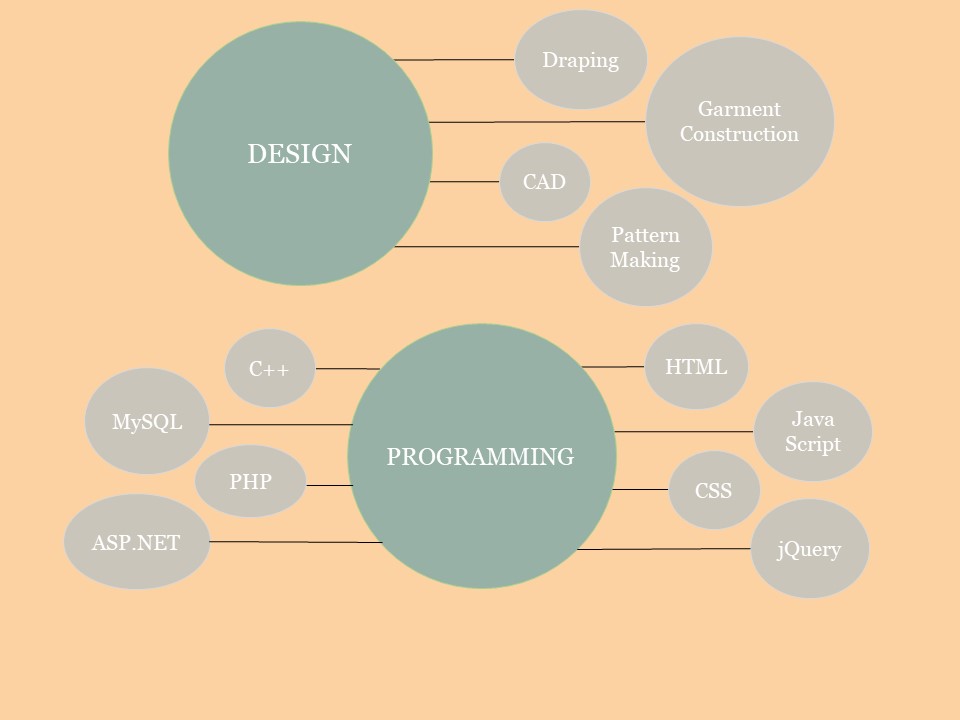 DESIGN
Draping
Garment
Construction
CAD
Pattern
Making
PROGRAMMING
C++
MySQL
PHP
ASP.NET
HTML
Java
Script
CSS
jQuery